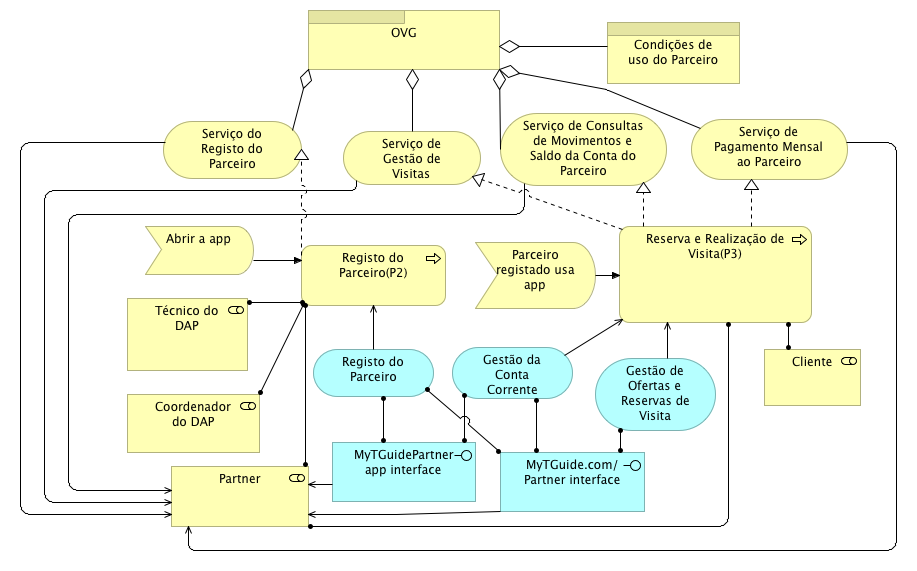 OVG
Condições de
uso do Parceiro
Serviço do
Registo do
Parceiro
Serviço de
Gestão de
Visitas
Serviço de Consultas
de Movimentos e
Saldo da Conta do
Parceiro
Serviço de
Pagamento Mensal
ao Parceiro
Abrir a app
Registo do
Parceiro(P2)
Parceiro
registado usa
app
Reserva e Realização de
Visita(P3)
Técnico do
DAP
Registo do
Parceiro
Gestão da
Conta
Corrente
Gestão de
Ofertas e
Reservas de
Visita
Cliente
Coordenador
do DAP
Partner
MyTGuidePartner
app interface
MyTGuide.com/
Partner interface